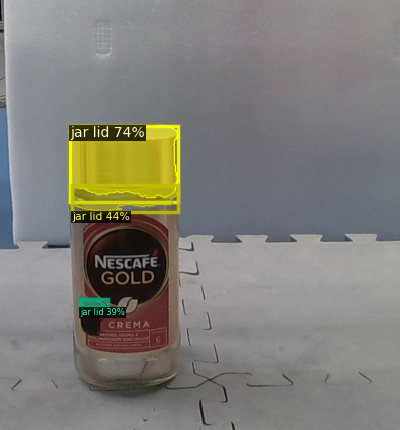 jar lid 74%
jar lid 44%
NESCAFÉ
GOLD
jar lid 39%
CREMA